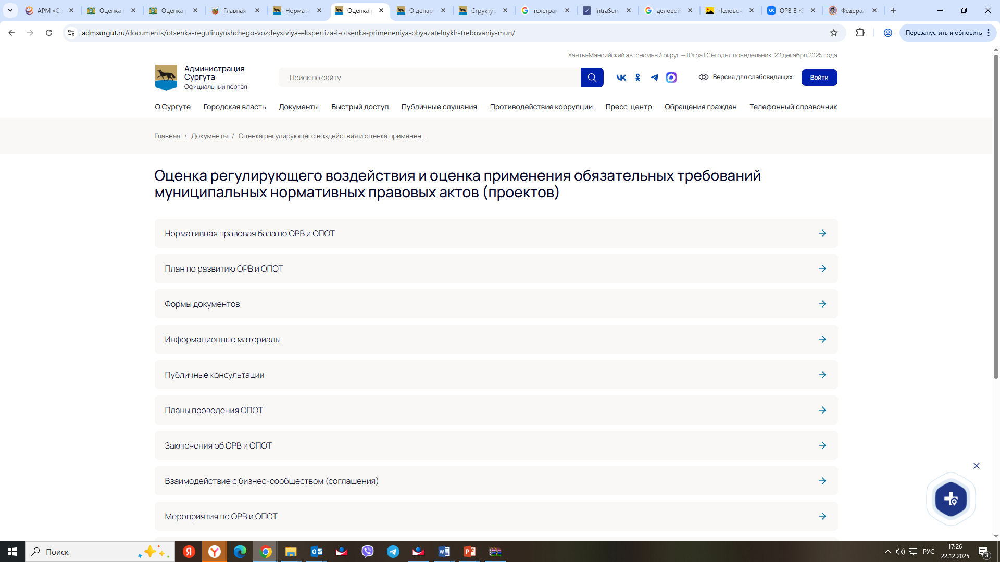 АРМ «Сп
Оценка
Оценка р
Главная
Нормати
Оценка р
О депар
Структур
телеграм
IntraServ
деловой
Человеч
ОРВ В Ю
Федерал
admsurgut.ru/documents/otsenka-reguliruyushchego-vozdeystviya-ekspertiza-i-otsenka-primeneniya-obyazatelnykh-trebovaniy-mun/
Перезапустить и обновить
Ханты-Мансийский автономный округ — Югра | Сегодня понедельник, 22 декабря 2025 года
Администрация
Сургута
Официальный портал
Поиск по сайту
Версия для слабовидящих
Войти
О Сургуте Городская власть Документы Быстрый доступ Публичные слушания Противодействие коррупции Пресс-центр Обращения граждан Телефонный справочник
Главная / Документы / Оценка регулирующего воздействия и оценка применен...
Оценка регулирующего воздействия и оценка применения обязательных требований
муниципальных нормативных правовых актов (проектов)
Нормативная правовая база по ОРВ и ОПОТ
План по развитию ОРВ и ОПОТ
Формы документов
Информационные материалы
Публичные консультации
Планы проведения ОПОТ
Заключения об ОРВ и ОПОТ
Взаимодействие с бизнес-сообществом (соглашения)
Мероприятия по ОРВ и ОПОТ
Поиск
РУС
17:26
22.12.2025
3